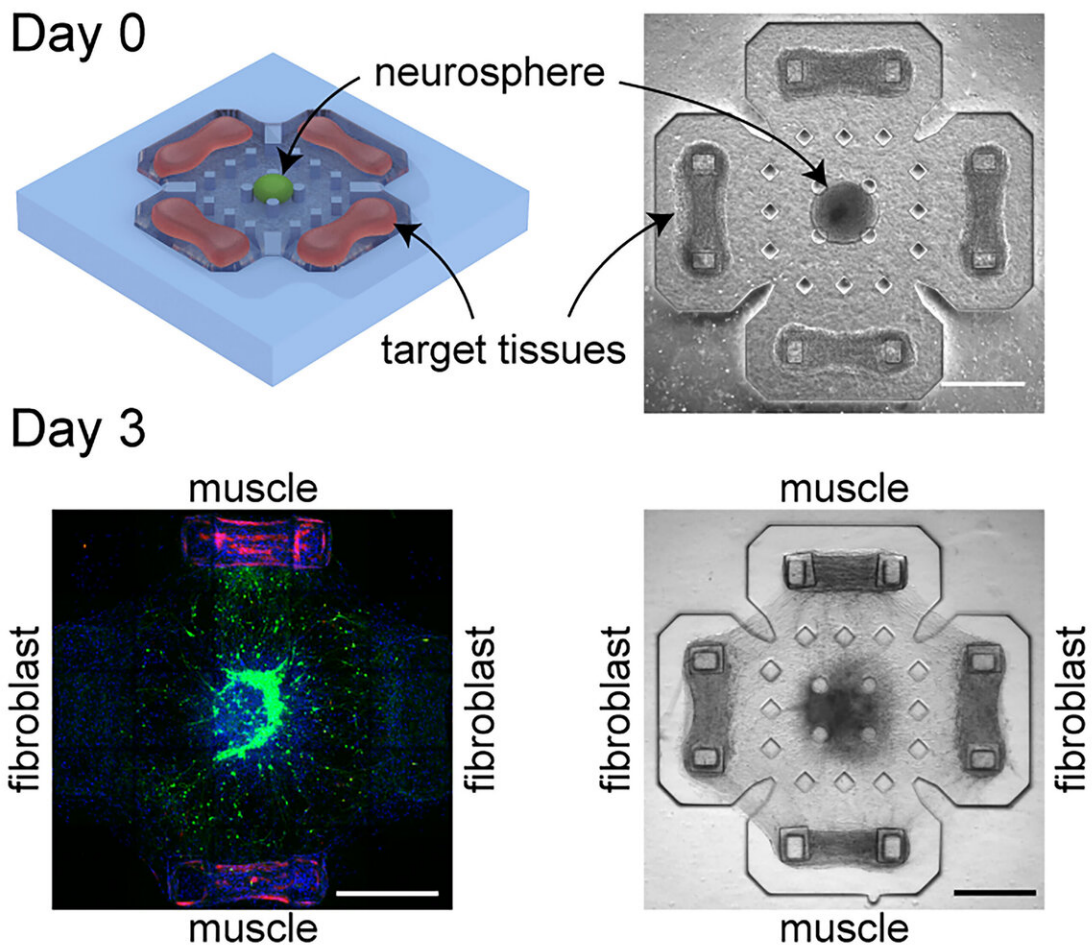 Day 0
neurosphere
target tissues
Day 3
muscle
muscle
fibroblast
fibroblast
fibroblast
fibroblast
muscle
muscle